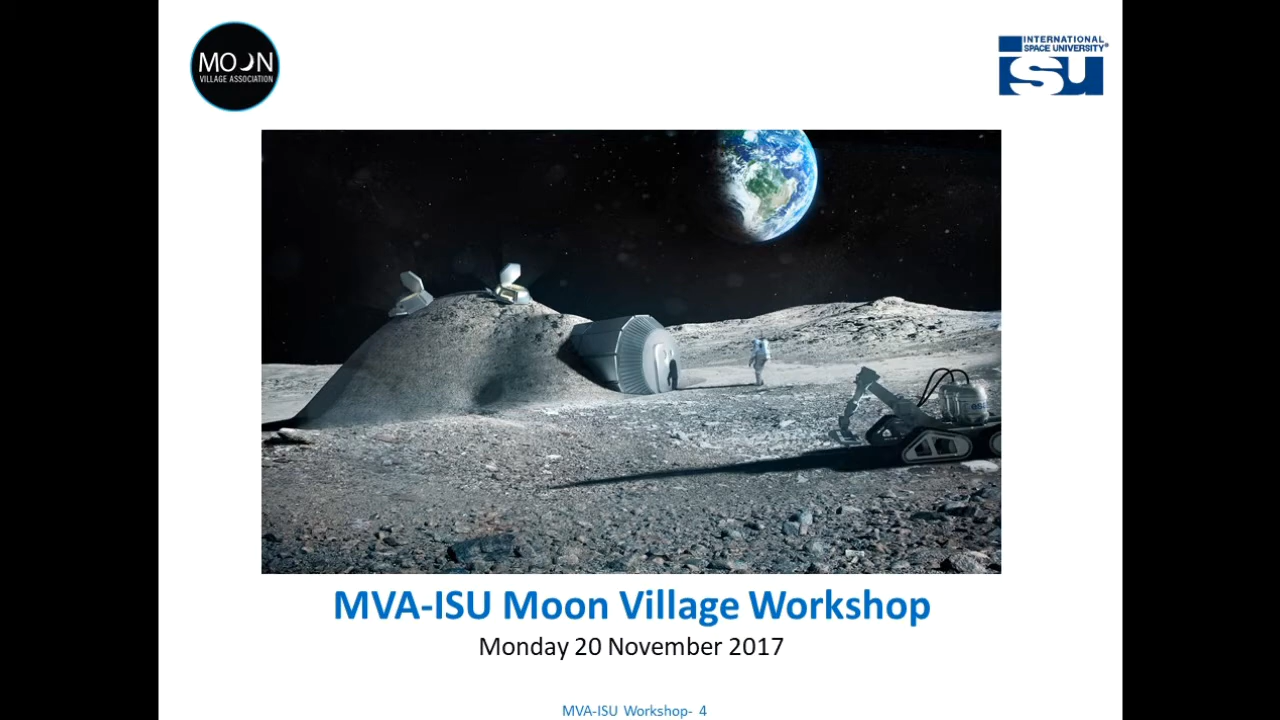 MOON
VILLAGE ASSOCIATION
INTERNATIONAL
SPACE UNIVERSITY®
ISU
esa
MVA-ISU Moon Village Workshop
Monday 20 November 2017
MVA-ISU Workshop- 4